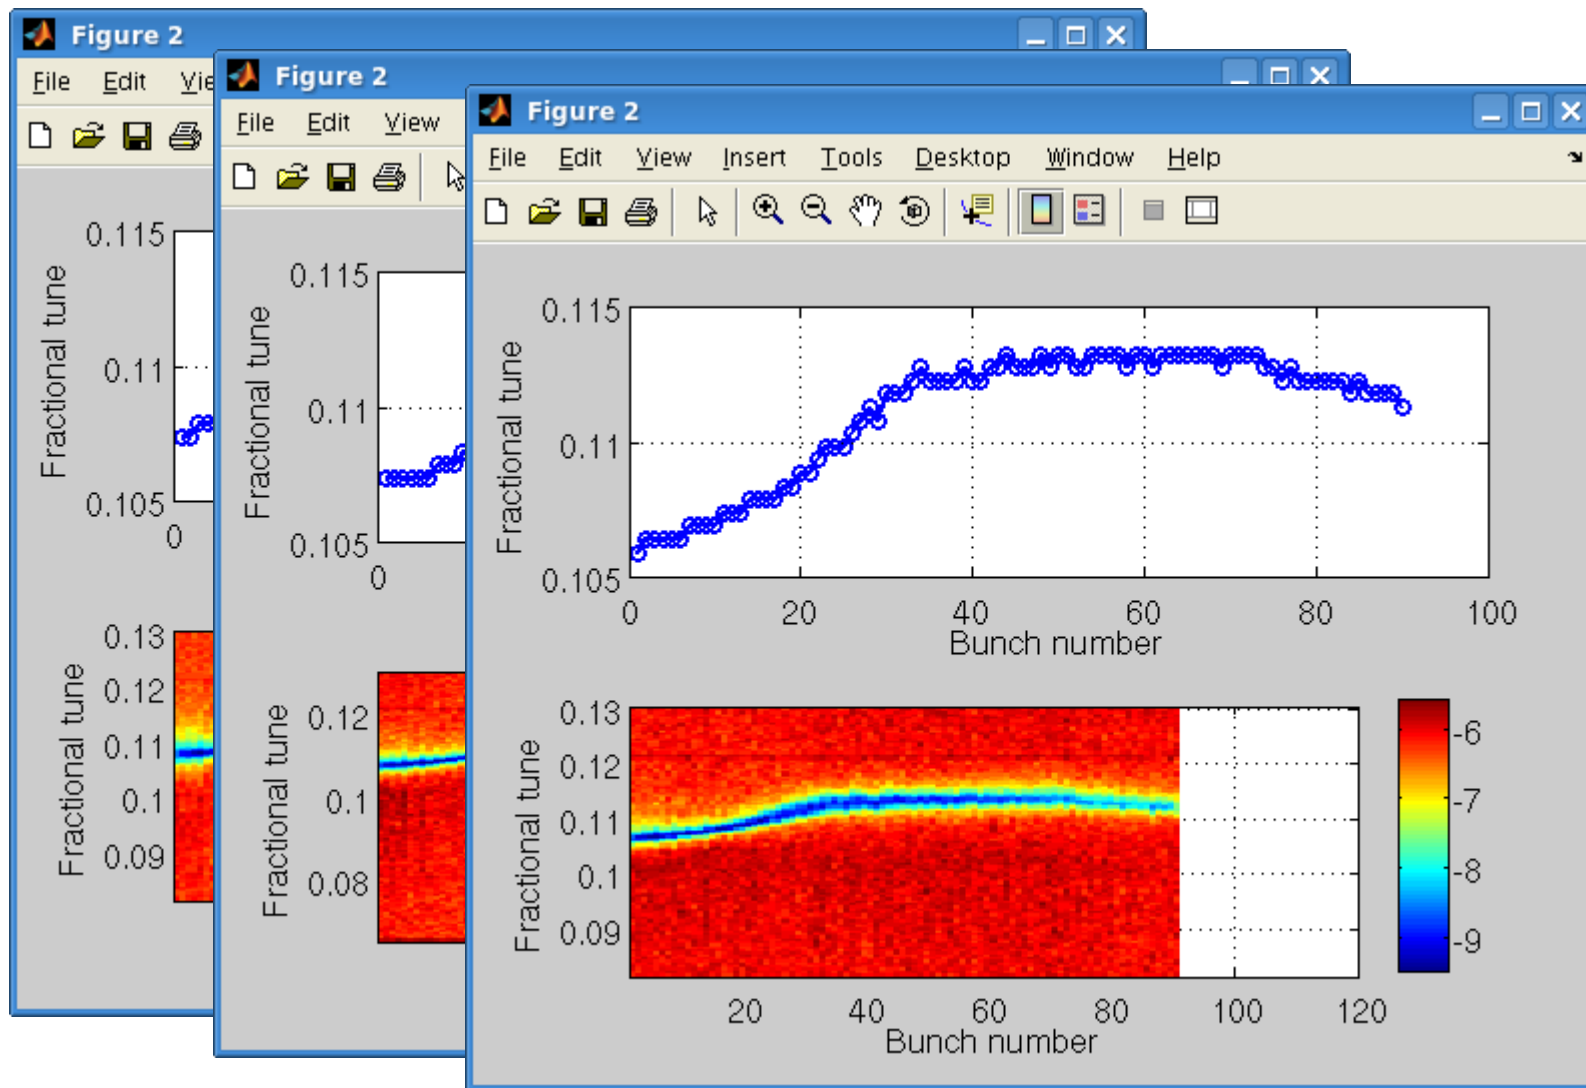 Figure 2
File Edit Vie
0.115
0.11
0.105
0
Fractional tune
0.13
0.12
0.11
0.1
0.09
Fractional tune
Figure 2
File Edit View
0.115
0.11
0.105
0
Fractional tune
0.12
0.1
0.08
Fractional tune
Figure 2
File Edit View Insert Tools Desktop Window Help
0.115
0.11
0.105
Fractional tune
0 20 40 60 80 100
Bunch number
0.13
0.12
0.11
0.1
0.09
Fractional tune
20 40 60 80 100 120
Bunch number
-6
-7
-8
-9